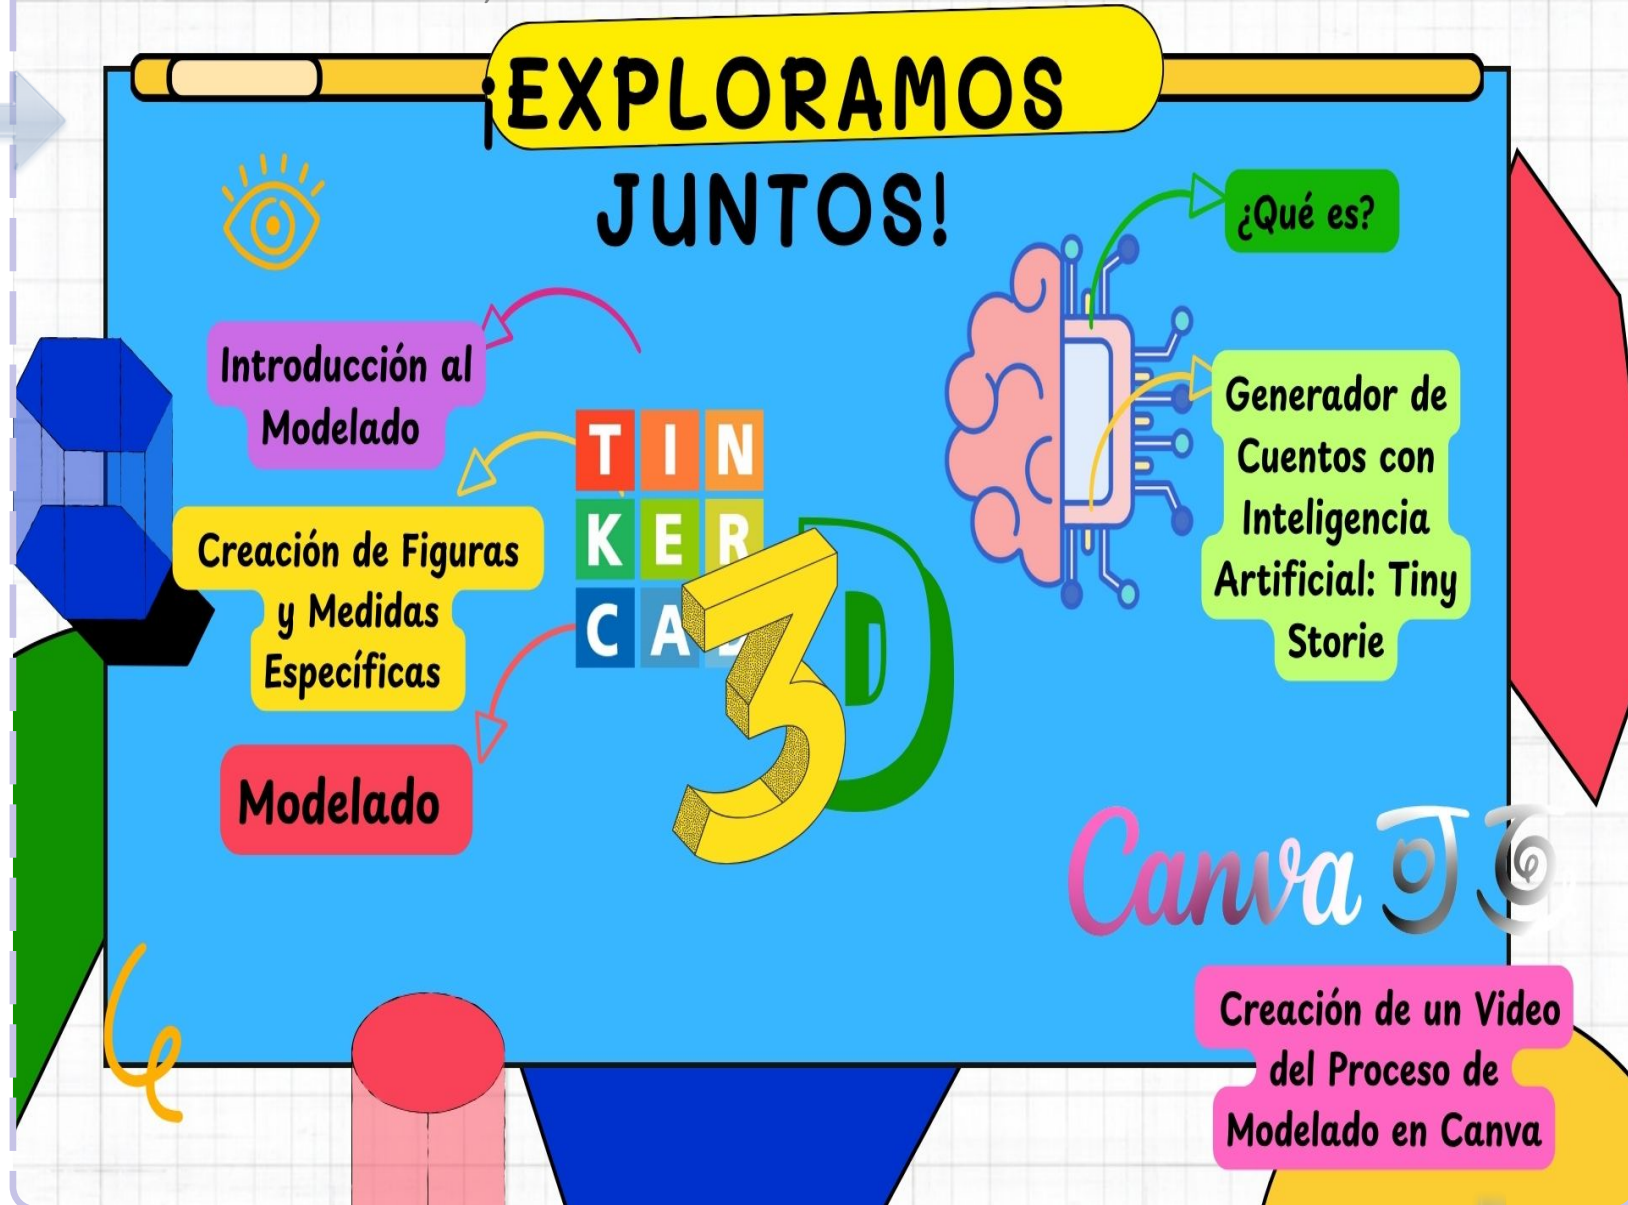 ¡EXPLORAMOS
JUNTOS!
¿Qué es?
Introducción al
Modelado
Generador de
Cuentos con
Inteligencia
Artificial: Tiny
Storie
TIN
KER
CAD
Creación de Figuras
y Medidas
Específicas
3D
Modelado
Canva
Creación de un Video
del Proceso de
Modelado en Canva